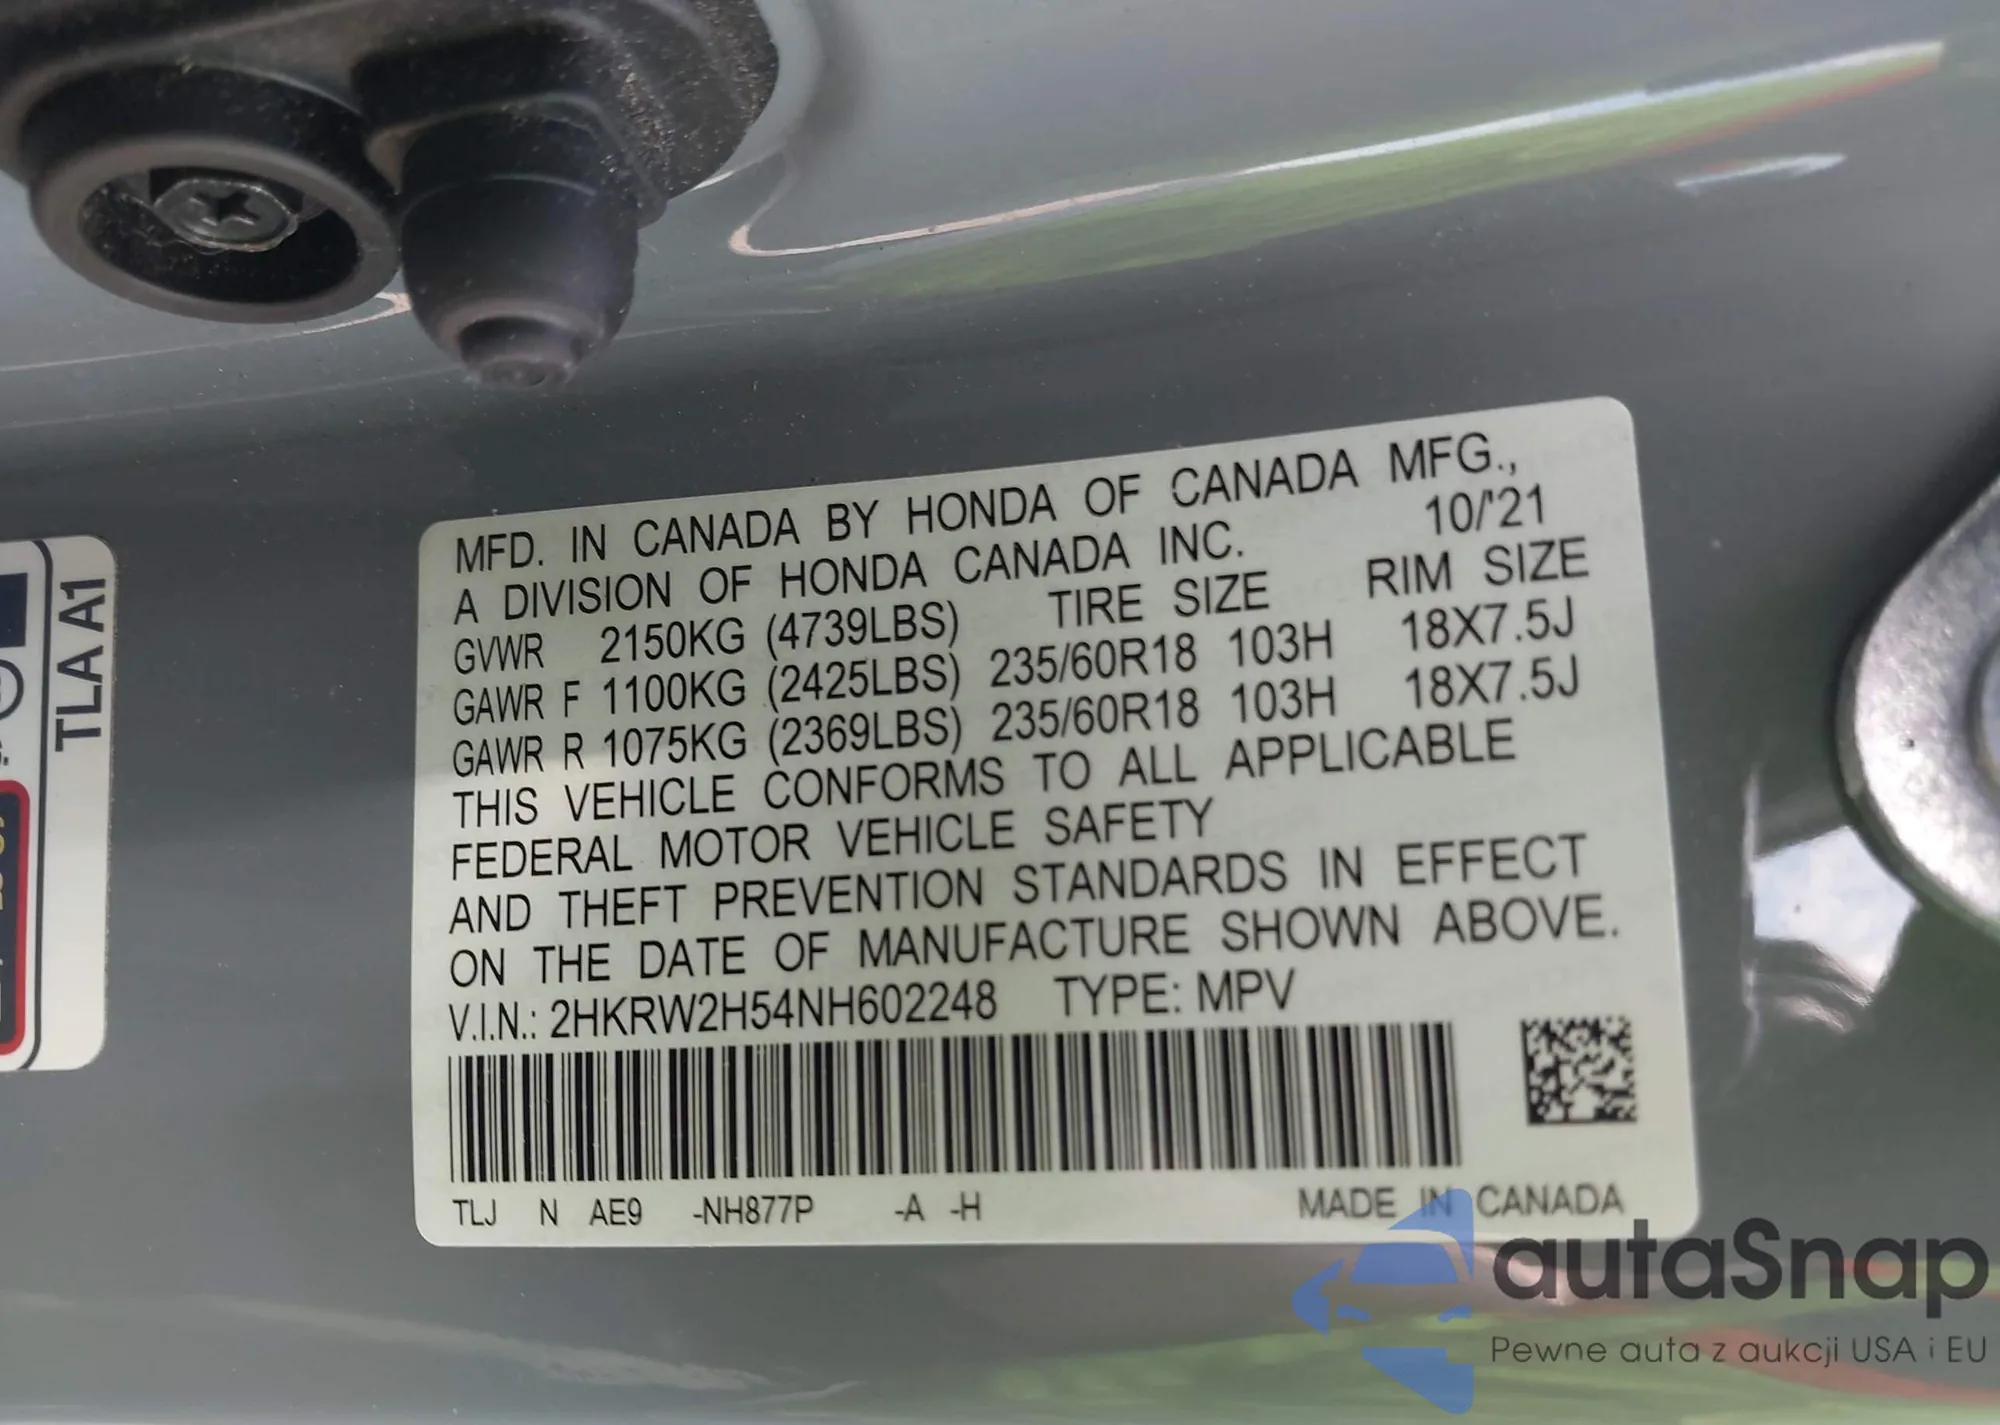 TLA A1
MFD. IN CANADA BY HONDA OF CANADA MFG.,
A DIVISION OF HONDA CANADA INC. 10/'21
GVWR 2150KG (4739LBS) TIRE SIZE RIM SIZE
GAWR F 1100KG (2425LBS) 235/60R18 103H 18X7.5J
GAWR R 1075KG (2369LBS) 235/60R18 103H 18X7.5J
THIS VEHICLE CONFORMS TO ALL APPLICABLE
FEDERAL MOTOR VEHICLE SAFETY
AND THEFT PREVENTION STANDARDS IN EFFECT
ON THE DATE OF MANUFACTURE SHOWN ABOVE.
V.I.N.: 2HKRW2H54NH602248 TYPE: MPV
TLJ N AE9 -NH877P -A -H MADE IN CANADA
autaSnap
Pewne auta z aukcji USA i EU